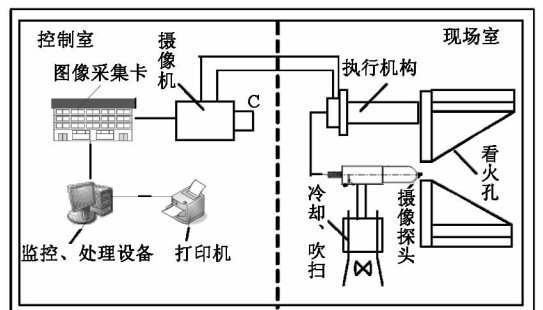 控制室
摄像机
图像采集卡
C
监控、处理设备
打印机
现场室
执行机构
看火孔
冷却、吹扫
摄像探头